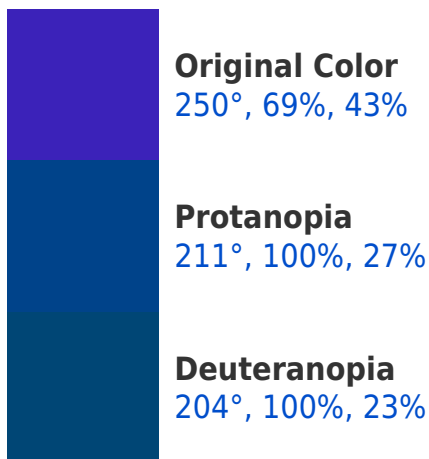 Original Color
250°, 69%, 43%
Protanopia
211°, 100%, 27%
Deuteranopia
204°, 100%, 23%